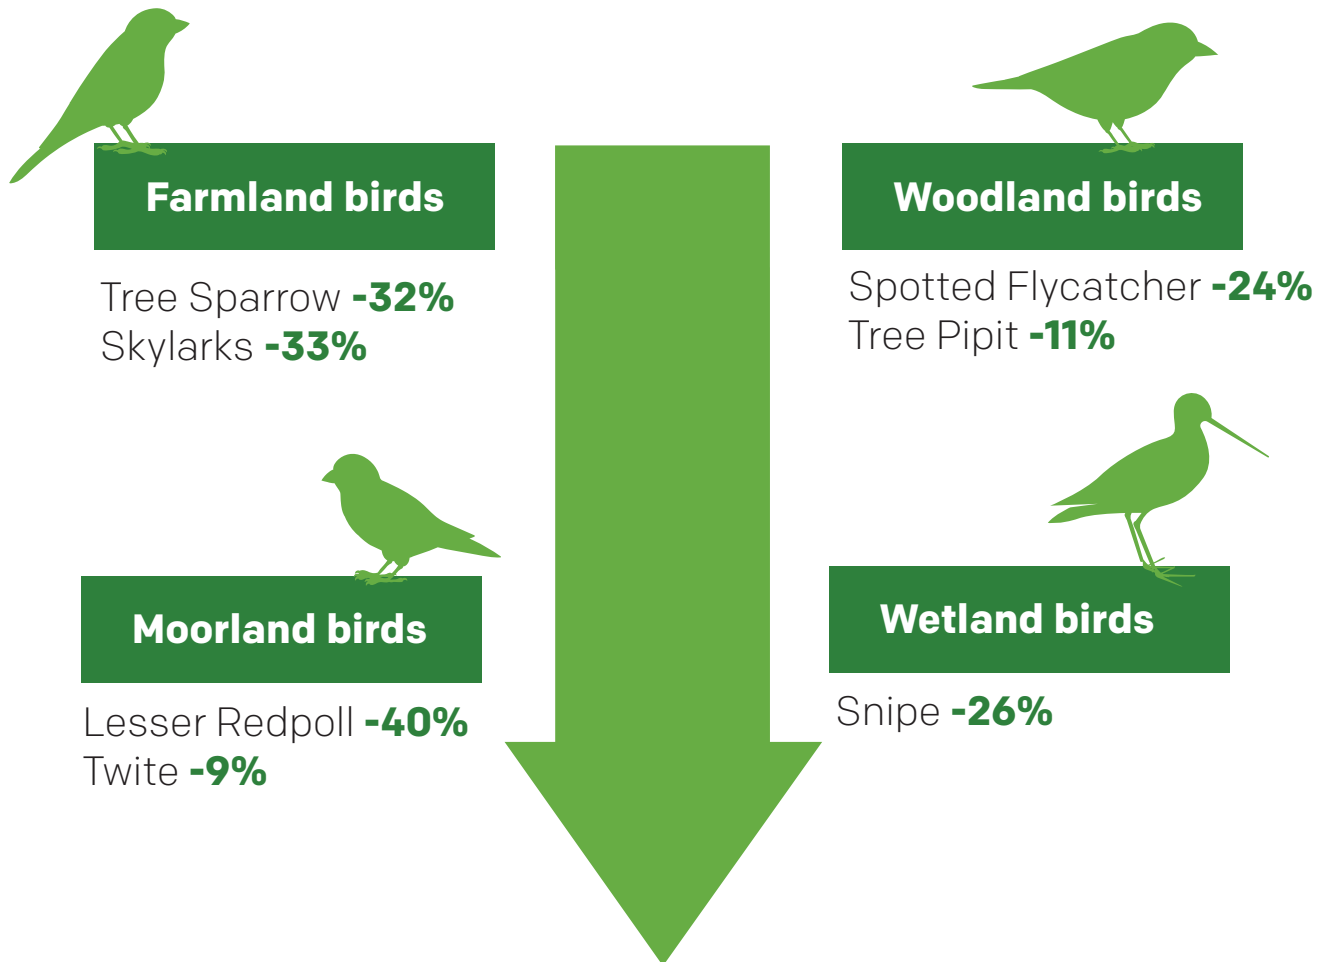 Farmland birds
Tree Sparrow -32%
Skylarks -33%
Woodland birds
Spotted Flycatcher -24%
Tree Pipit -11%
Moorland birds
Lesser Redpoll -40%
Twite -9%
Wetland birds
Snipe -26%